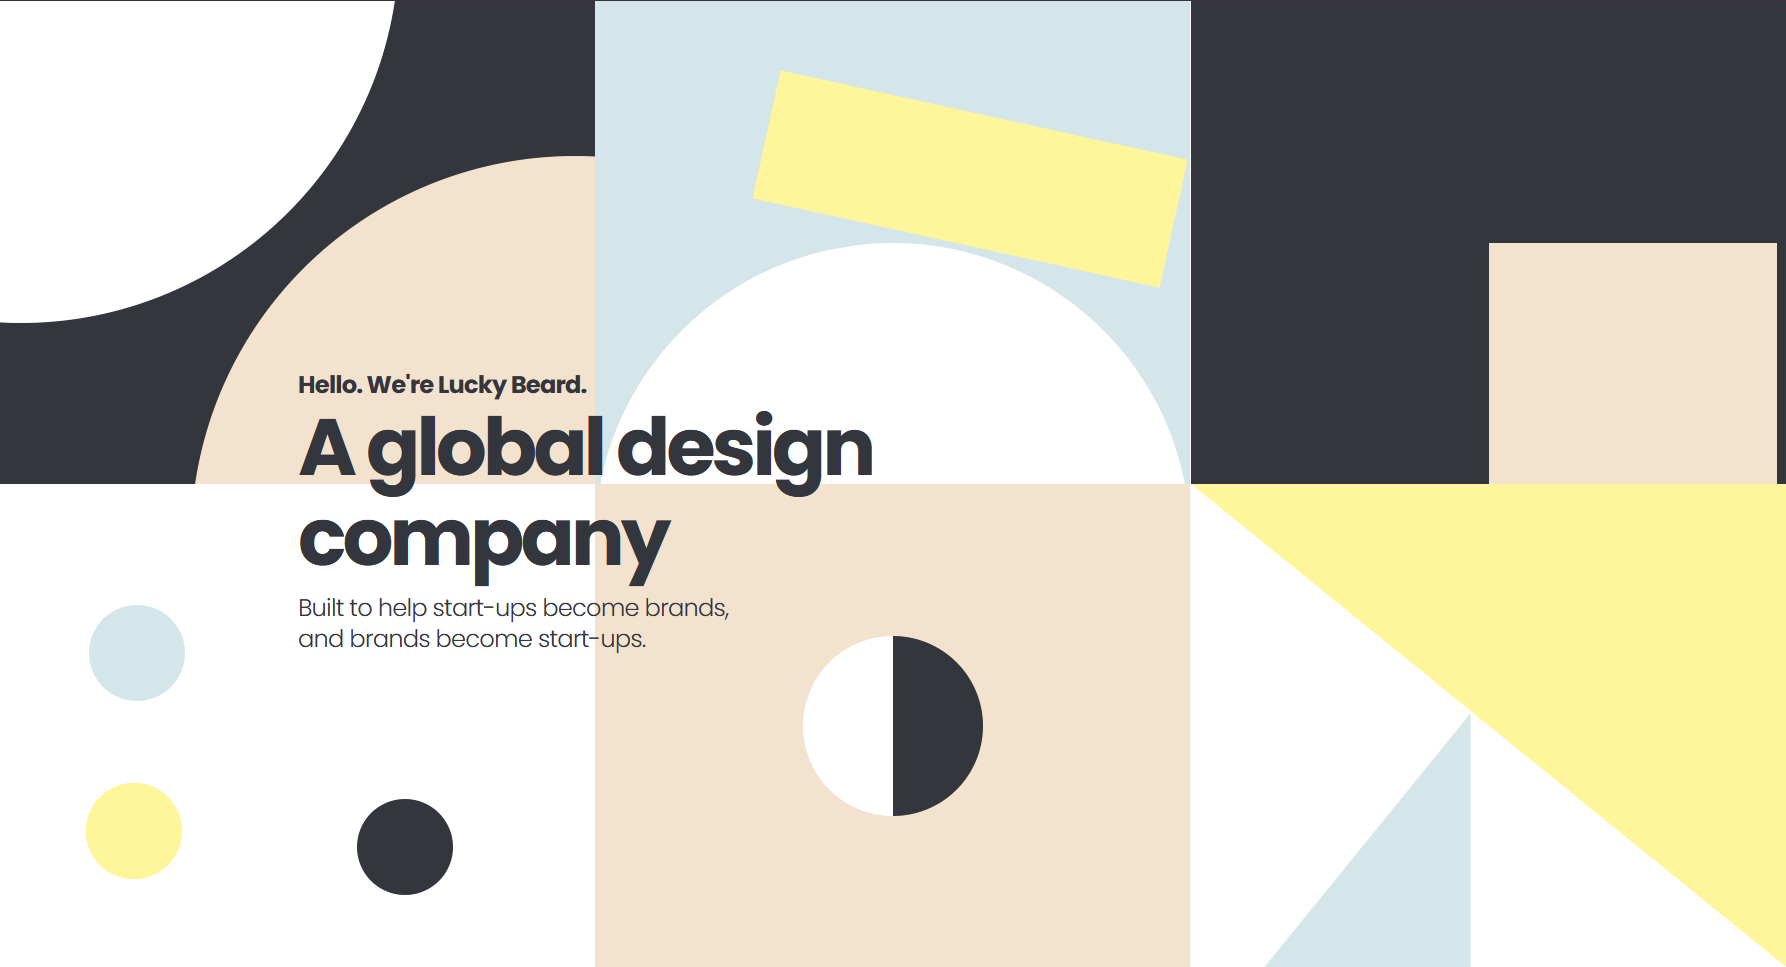 Hello. We're Lucky Beard.
A global design
company
Built to help start-ups become brands,
and brands become start-ups.